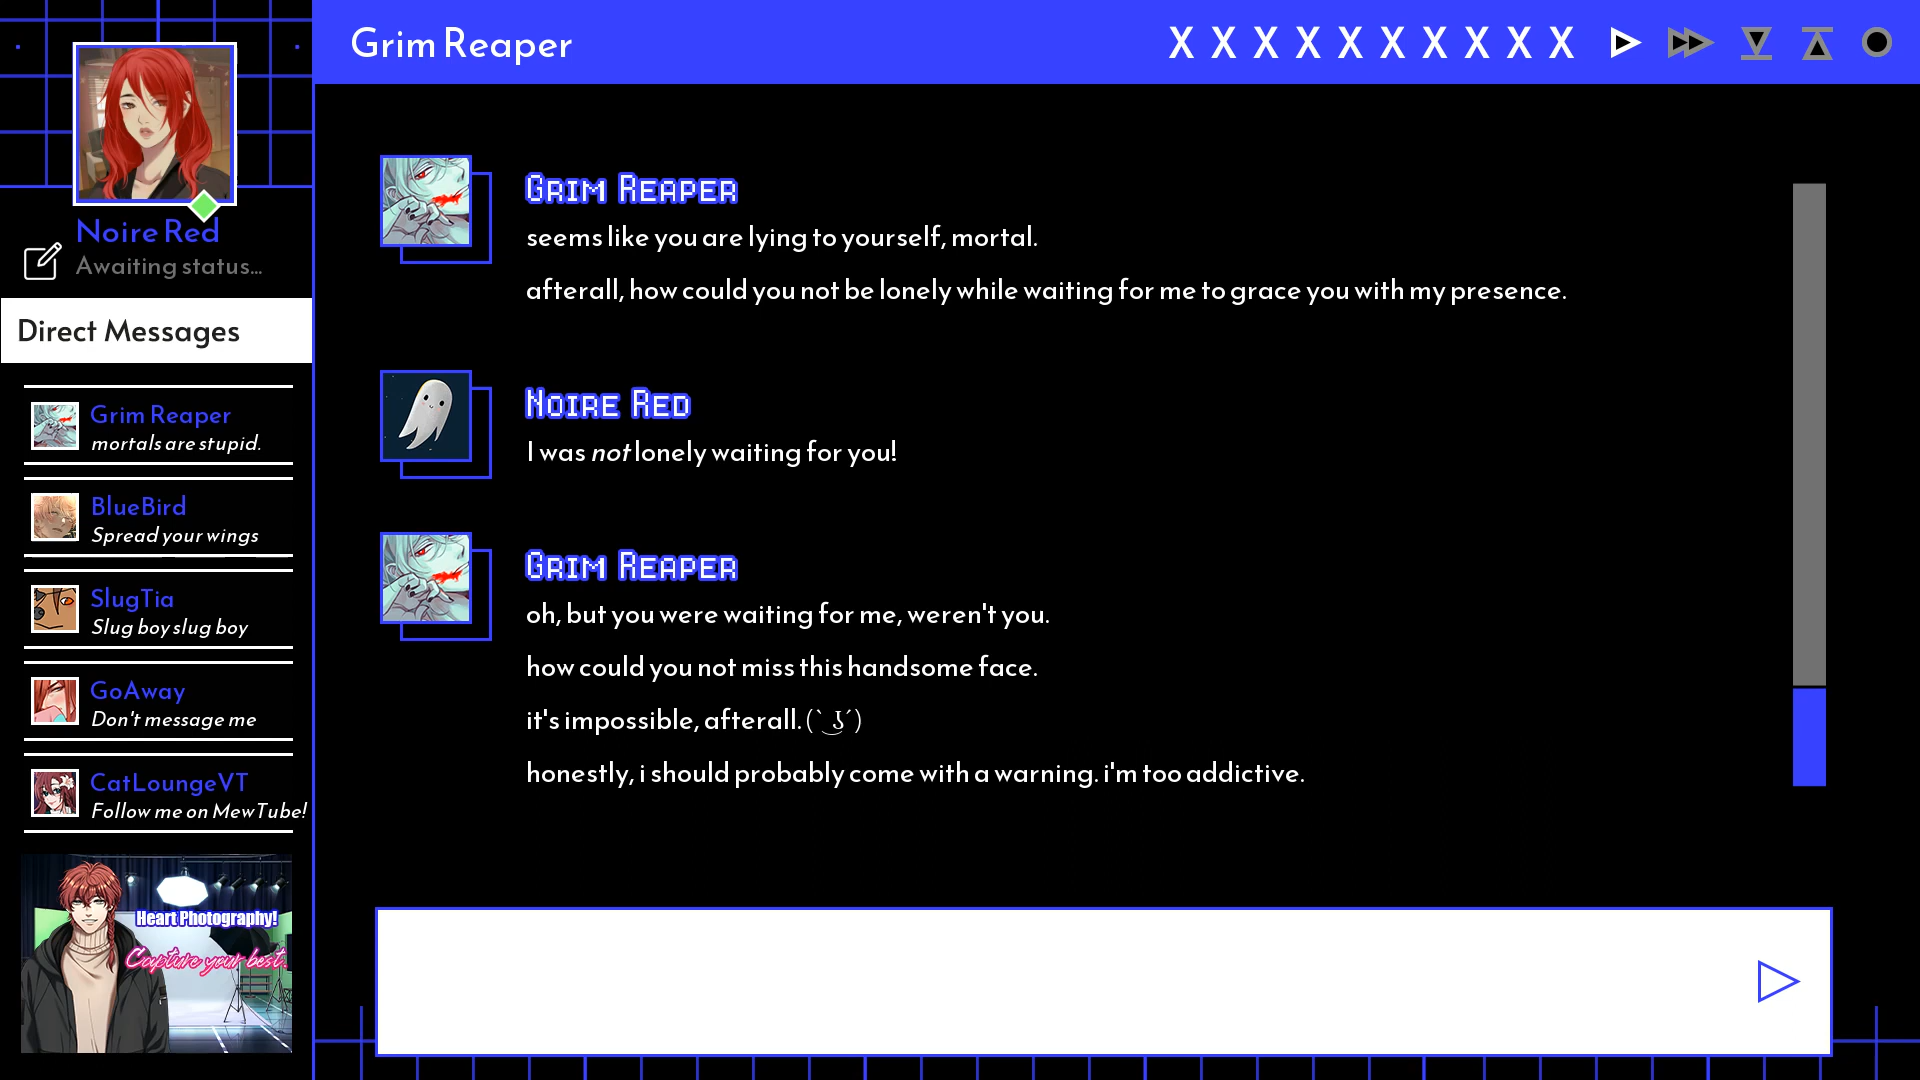 Grim Reaper
X X X X X X X X X X
Noire Red
Awaiting status...
Direct Messages
Grim Reaper
mortals are stupid.
BlueBird
Spread your wings
SlugTia
Slug boy slug boy
GoAway
Don't message me
CatLoungeVT
Follow me on MewTube!
Heart Photography!
Capture your best.
Grim Reaper
seems like you are lying to yourself, mortal.
afterall, how could you not be lonely while waiting for me to grace you with my presence.
Noire Red
I was not lonely waiting for you!
Grim Reaper
oh, but you were waiting for me, weren't you.
how could you not miss this handsome face.
it's impossible, afterall. (` ͜ʖ´)
honestly, i should probably come with a warning. i'm too addictive.